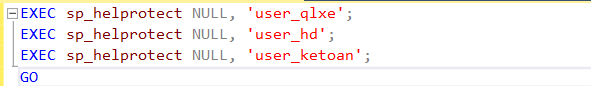 EXEC sp_helprotect NULL, 'user_qlxe';
EXEC sp_helprotect NULL, 'user_hd';
EXEC sp_helprotect NULL, 'user_ketoan';
GO